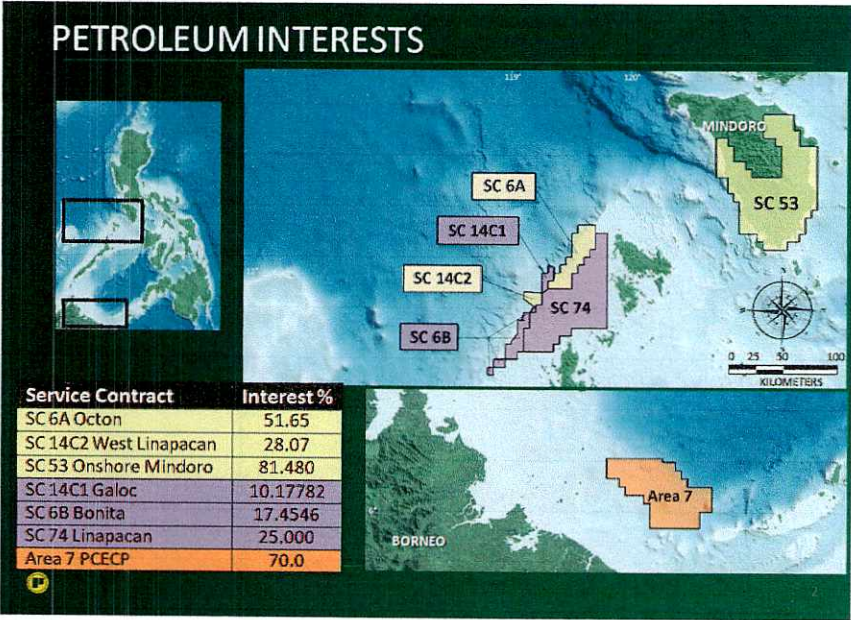 PETROLEUM INTERESTS
119°
120°
MINDORO
SC 53
SC 6A
SC 14C1
SC 14C2
SC 74
SC 6B
0 25 50 100
KILOMETERS
Service Contract Interest %
SC 6A Octon 51.65
SC 14C2 West Linapacan 28.07
SC 53 Onshore Mindoro 81.480
SC 14C1 Galoc 10.17782
SC 6B Bonita 17.4546
SC 74 Linapacan 25.000
Area 7 PCECP 70.0
Area 7
BORNEO
P
2